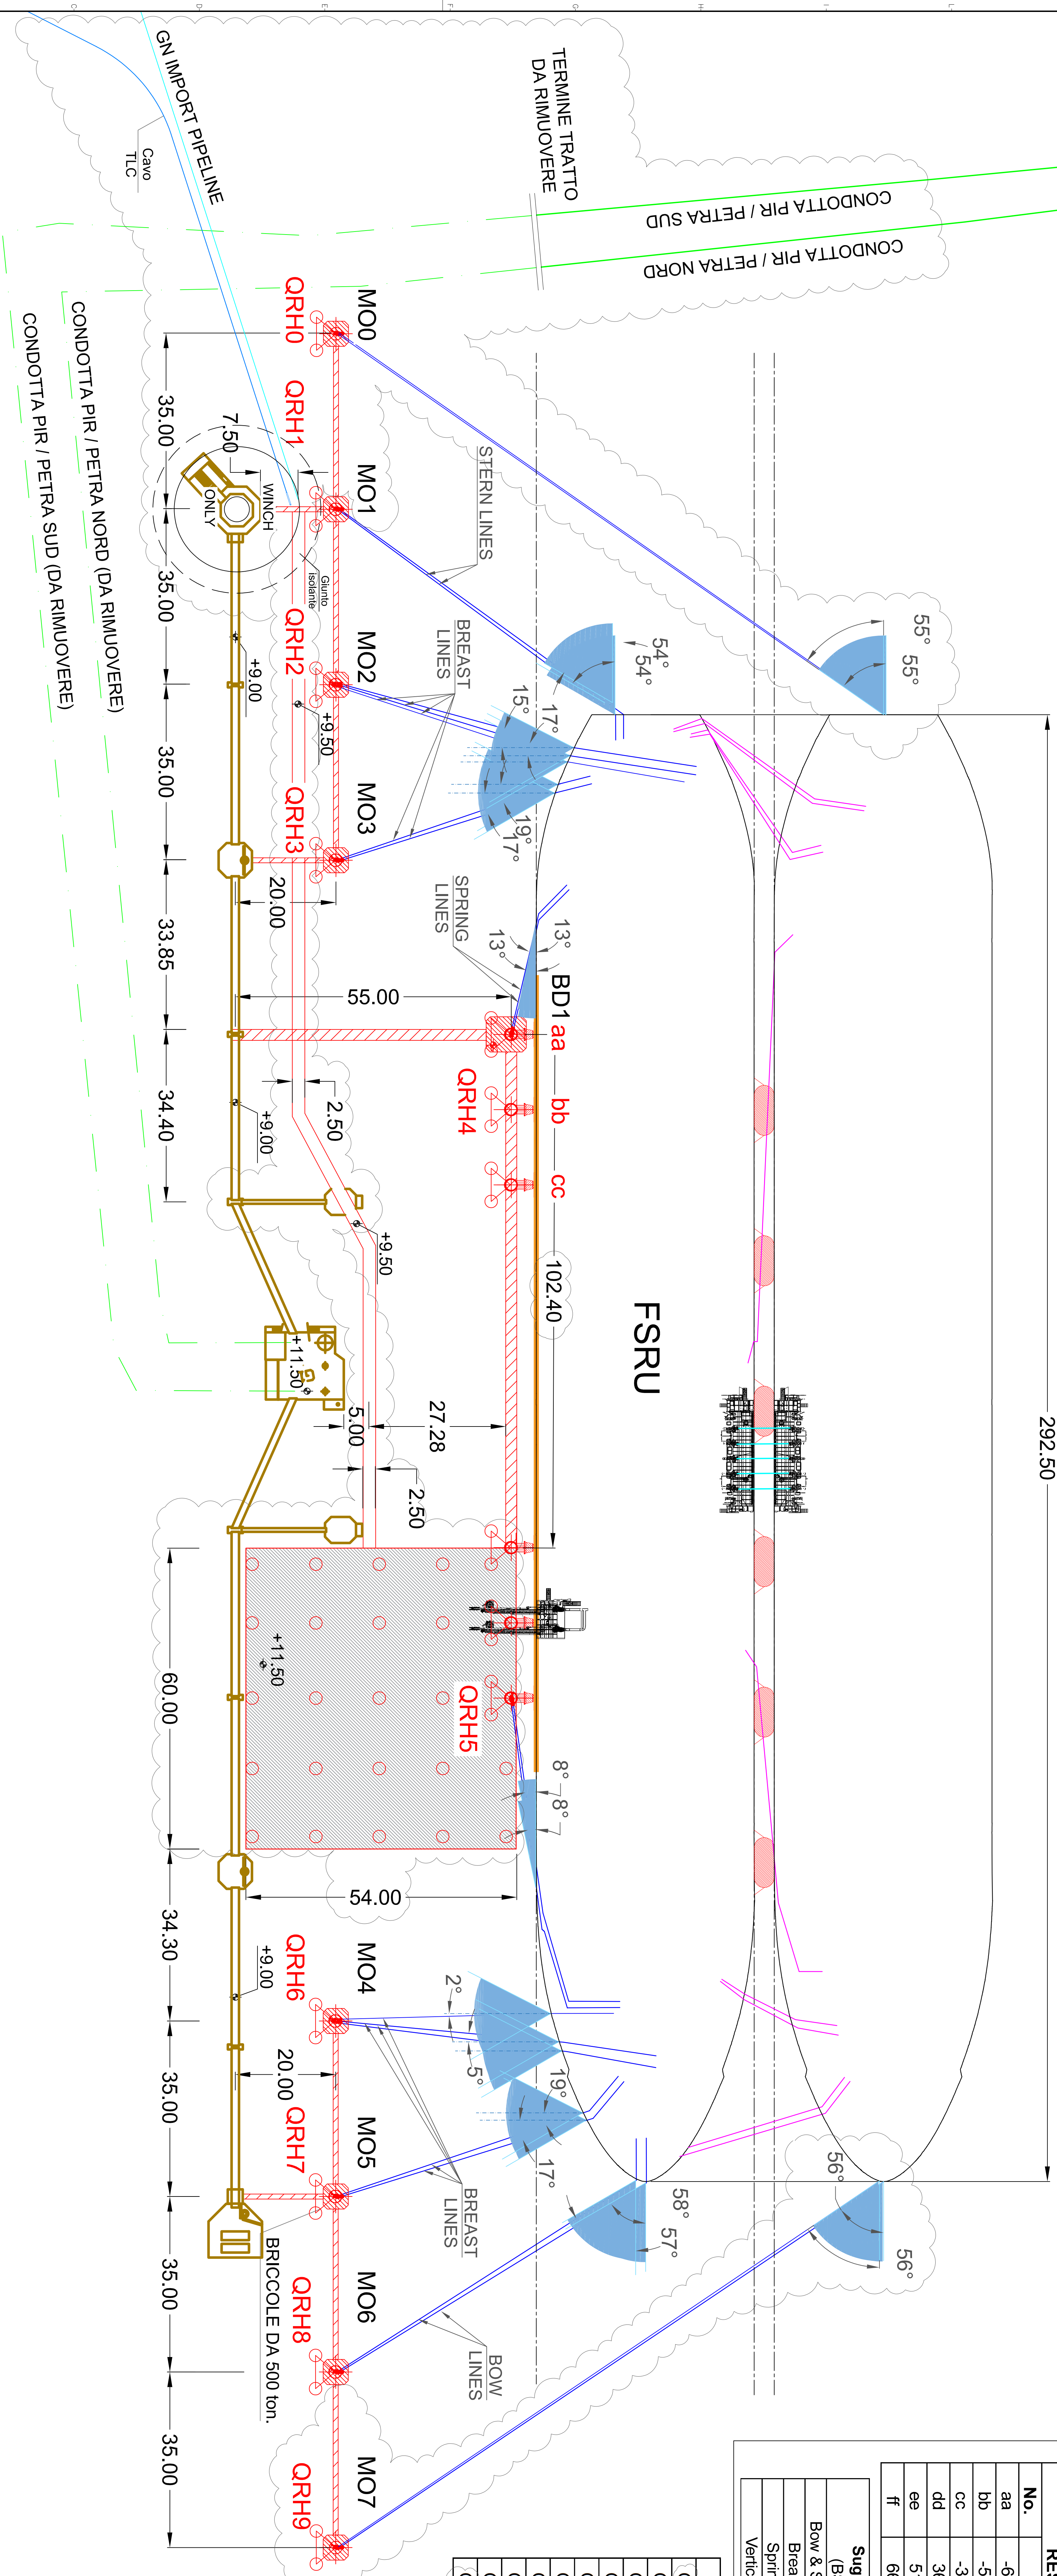 GN IMPORT PIPELINE
Cavo
TLC
TERMINE TRATTO
DA RIMUOVERE
CONDOTTA PIR / PETRA SUD
CONDOTTA PIR / PETRA NORD
CONDOTTA PIR / PETRA NORD (DA RIMUOVERE)
CONDOTTA PIR / PETRA SUD (DA RIMUOVERE)
MO0
QRH0
MO1
QRH1
MO2
QRH2
MO3
QRH3
35.00
35.00
35.00
33.85
34.40
7.50
WINCH
ONLY
Giunto
isolante
+9.00
+9.50
20.00
55.00
STERN LINES
BREAST
LINES
SPRING
LINES
54°
54°
55°
55°
15°
17°
19°
17°
13°
13°
BD1
aa
bb
cc
QRH4
102.40
292.50
FSRU
2.50
+9.00
+9.50
+11.50
5.00
27.28
2.50
QRH5
+11.50
60.00
54.00
8°
8°
34.30
+9.00
20.00
MO4
QRH6
MO5
QRH7
MO6
QRH8
MO7
QRH9
35.00
35.00
35.00
2°
5°
19°
17°
58°
57°
56°
56°
BREAST
LINES
BOW
LINES
BRICCOLE DA 500 ton.
No.
aa
bb
cc
dd
ee
ff